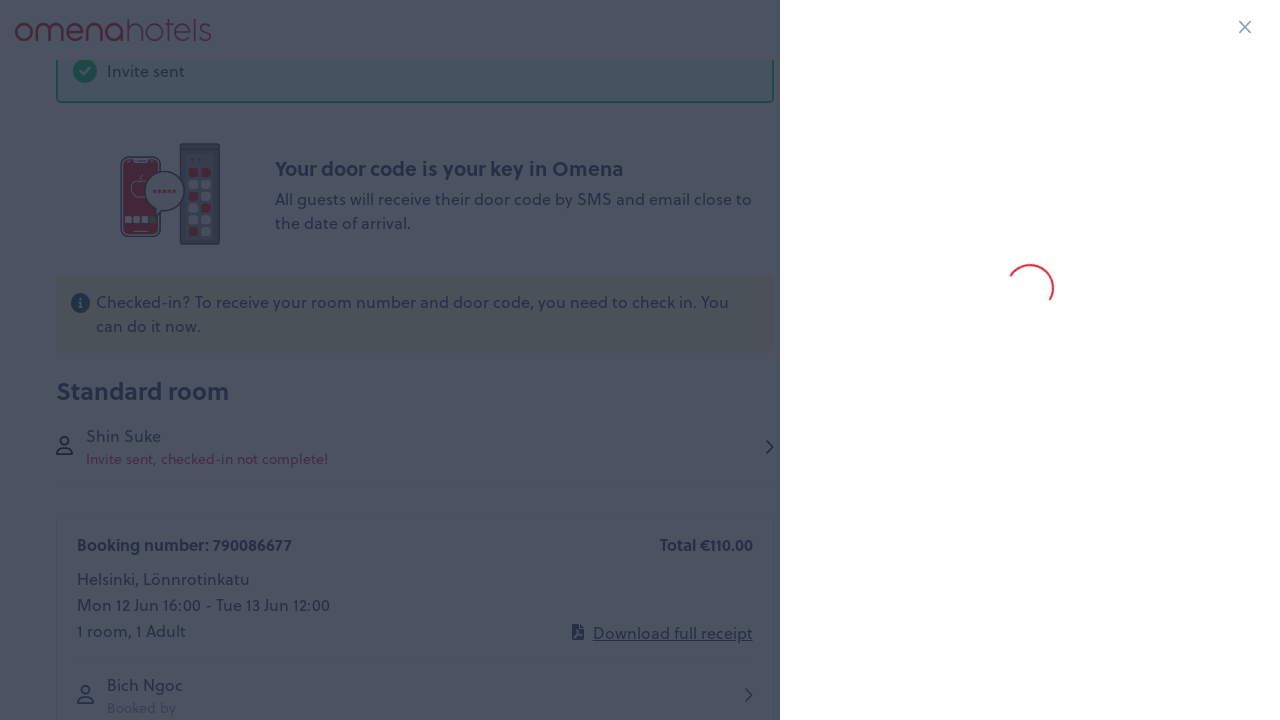 omenahotels
Invite sent
Your door code is your key in Omena
All guests will receive their door code by SMS and email close to
the date of arrival.
Checked-in? To receive your room number and door code, you need to check in. You
can do it now.
Standard room
Shin Suke
Invite sent, checked-in not complete!
Booking number: 790086677
Total €110.00
Helsinki, Lönnrotinkatu
Mon 12 Jun 16:00 - Tue 13 Jun 12:00
1 room, 1 Adult
Download full receipt
Bich Ngoc
Booked by